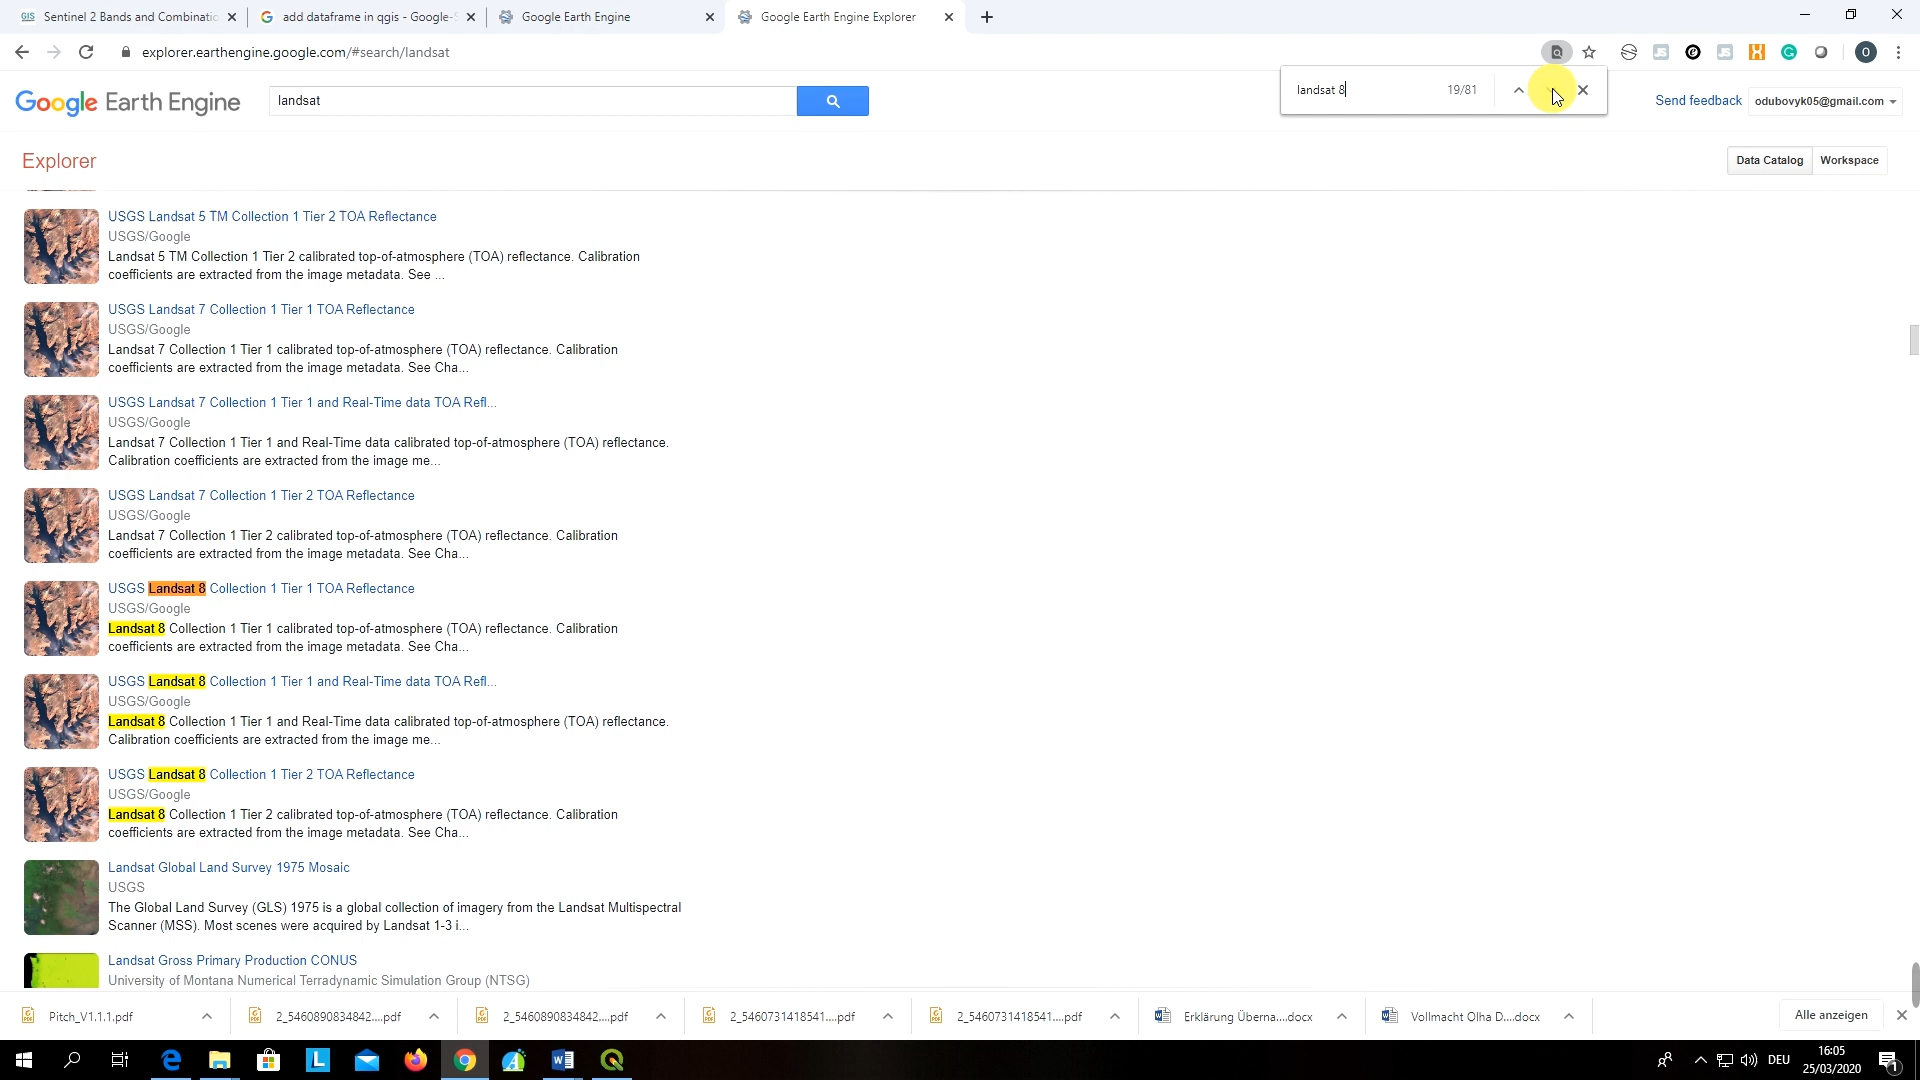 Sentinel 2 Bands and Combinatio
add dataframe in qgis - Google-S
Google Earth Engine
Google Earth Engine Explorer
explorer.earthengine.google.com/#search/landsat
O
landsat 8
19/81
Google Earth Engine
landsat
Send feedback
odubovyk05@gmail.com
Explorer
Data Catalog
Workspace
USGS Landsat 5 TM Collection 1 Tier 2 TOA Reflectance
USGS/Google
Landsat 5 TM Collection 1 Tier 2 calibrated top-of-atmosphere (TOA) reflectance. Calibration
coefficients are extracted from the image metadata. See ...
USGS Landsat 7 Collection 1 Tier 1 TOA Reflectance
USGS/Google
Landsat 7 Collection 1 Tier 1 calibrated top-of-atmosphere (TOA) reflectance. Calibration
coefficients are extracted from the image metadata. See Cha...
USGS Landsat 7 Collection 1 Tier 1 and Real-Time data TOA Refl...
USGS/Google
Landsat 7 Collection 1 Tier 1 and Real-Time data calibrated top-of-atmosphere (TOA) reflectance.
Calibration coefficients are extracted from the image me...
USGS Landsat 7 Collection 1 Tier 2 TOA Reflectance
USGS/Google
Landsat 7 Collection 1 Tier 2 calibrated top-of-atmosphere (TOA) reflectance. Calibration
coefficients are extracted from the image metadata. See Cha...
USGS Landsat 8 Collection 1 Tier 1 TOA Reflectance
USGS/Google
Landsat 8 Collection 1 Tier 1 calibrated top-of-atmosphere (TOA) reflectance. Calibration
coefficients are extracted from the image metadata. See Cha...
USGS Landsat 8 Collection 1 Tier 1 and Real-Time data TOA Refl...
USGS/Google
Landsat 8 Collection 1 Tier 1 and Real-Time data calibrated top-of-atmosphere (TOA) reflectance.
Calibration coefficients are extracted from the image me...
USGS Landsat 8 Collection 1 Tier 2 TOA Reflectance
USGS/Google
Landsat 8 Collection 1 Tier 2 calibrated top-of-atmosphere (TOA) reflectance. Calibration
coefficients are extracted from the image metadata. See Cha...
Landsat Global Land Survey 1975 Mosaic
USGS
The Global Land Survey (GLS) 1975 is a global collection of imagery from the Landsat Multispectral
Scanner (MSS). Most scenes were acquired by Landsat 1-3 i...
Landsat Gross Primary Production CONUS
University of Montana Numerical Terradynamic Simulation Group (NTSG)
Pitch_V1.1.1.pdf
2_5460890834842....pdf
2_5460890834842....pdf
2_5460731418541....pdf
2_5460731418541....pdf
Erklärung Überna....docx
Vollmacht Olha D....docx
Alle anzeigen
DEU
16:05
25/03/2020
1